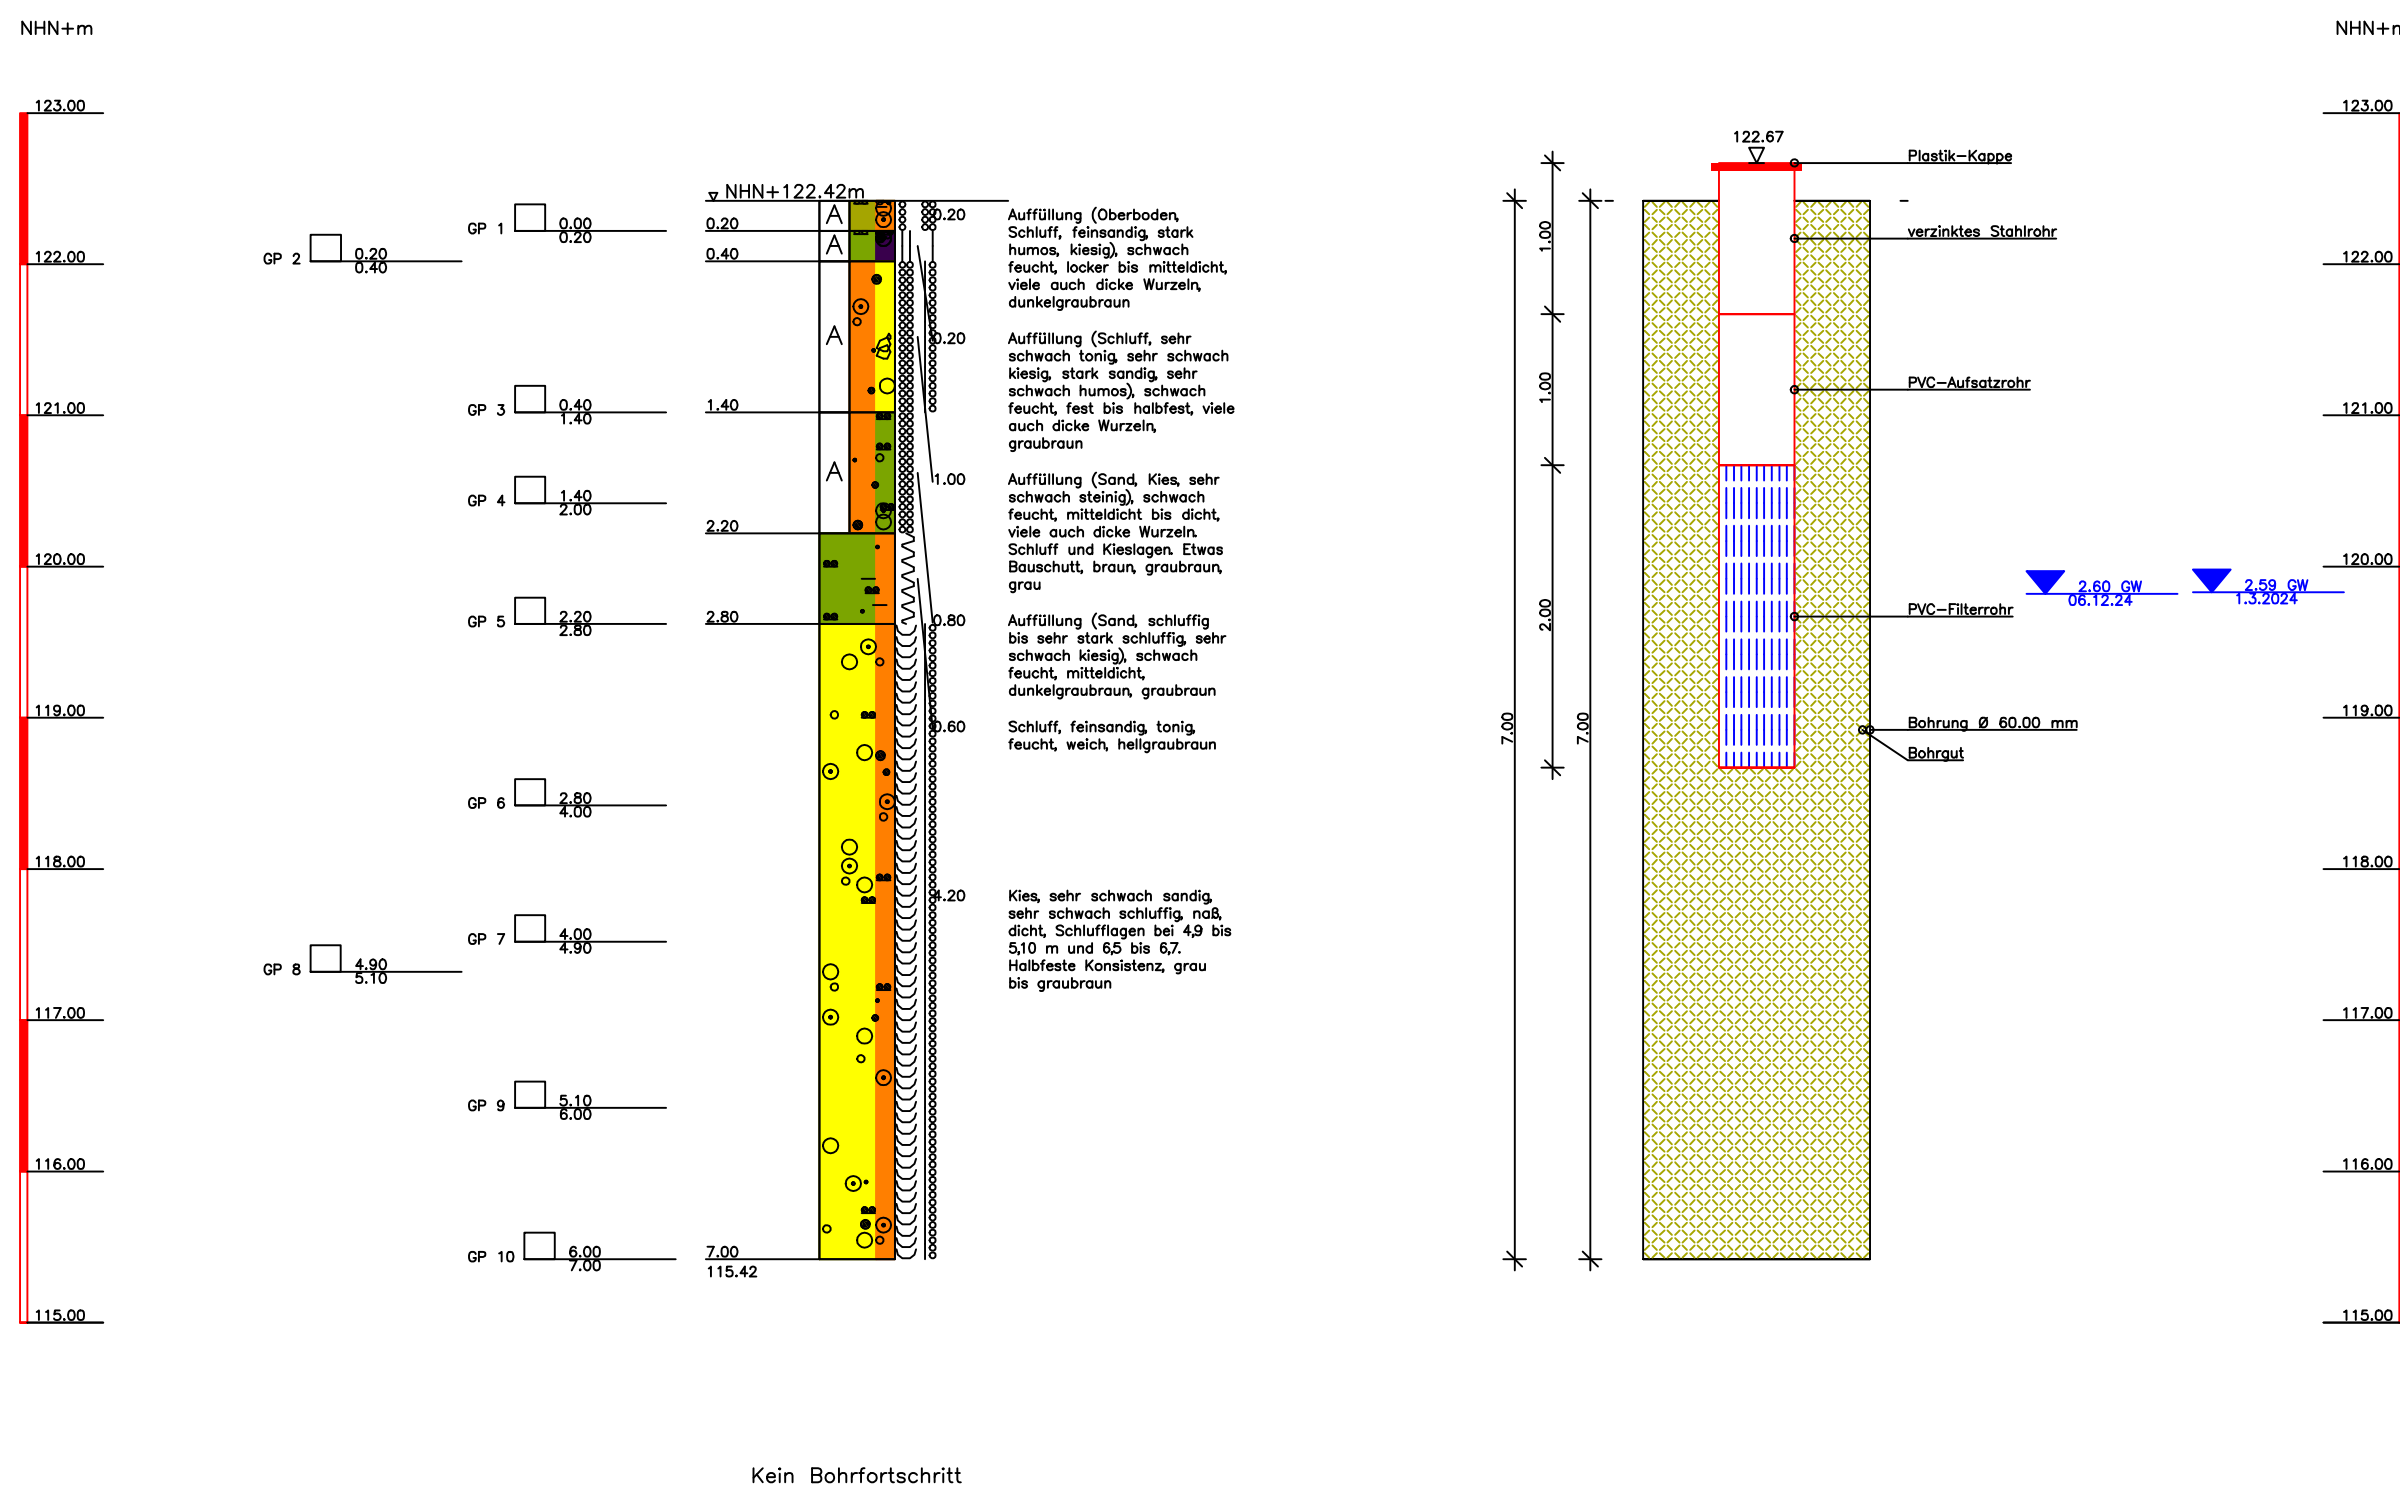 NHN+m
123.00
122.00
121.00
120.00
119.00
118.00
117.00
116.00
115.00
GP 1
0.00
0.20
GP 2
0.20
0.40
GP 3
0.40
1.40
GP 4
1.40
2.00
GP 5
2.20
2.80
GP 6
2.80
4.00
GP 7
4.00
4.90
GP 8
4.90
5.10
GP 9
5.10
6.00
GP 10
6.00
7.00
NHN+122.42m
0.20
0.40
1.40
2.20
2.80
7.00
115.42
A
A
A
A
0.20
Auffüllung (Oberboden,
Schluff, feinsandig, stark
humos, kiesig), schwach
feucht, locker bis mitteldicht,
viele auch dicke Wurzeln,
dunkelgraubraun
0.20
Auffüllung (Schluff, sehr
schwach tonig, sehr schwach
kiesig, stark sandig, sehr
schwach humos), schwach
feucht, fest bis halbfest, viele
auch dicke Wurzeln,
graubraun
1.00
Auffüllung (Sand, Kies, sehr
schwach steinig), schwach
feucht, mitteldicht bis dicht,
viele auch dicke Wurzeln.
Schluff und Kieslagen. Etwas
Bauschutt, braun, graubraun,
grau
0.80
Auffüllung (Sand, schluffig
bis sehr stark schluffig, sehr
schwach kiesig), schwach
feucht, mitteldicht,
dunkelgraubraun, graubraun
0.60
Schluff, feinsandig, tonig,
feucht, weich, hellgraubraun
4.20
Kies, sehr schwach sandig,
sehr schwach schluffig, naß,
dicht, Schlufflagen bei 4,9 bis
5,10 m und 6,5 bis 6,7.
Halbfeste Konsistenz, grau
bis graubraun
7.00
1.00
1.00
2.00
7.00
122.67
Plastik-Kappe
verzinktes Stahlrohr
PVC-Aufsatzrohr
PVC-Filterrohr
Bohrung Ø 60.00 mm
Bohrgut
2.60 GW
06.12.24
2.59 GW
1.3.2024
NHN+m
123.00
122.00
121.00
120.00
119.00
118.00
117.00
116.00
115.00
Kein Bohrfortschritt